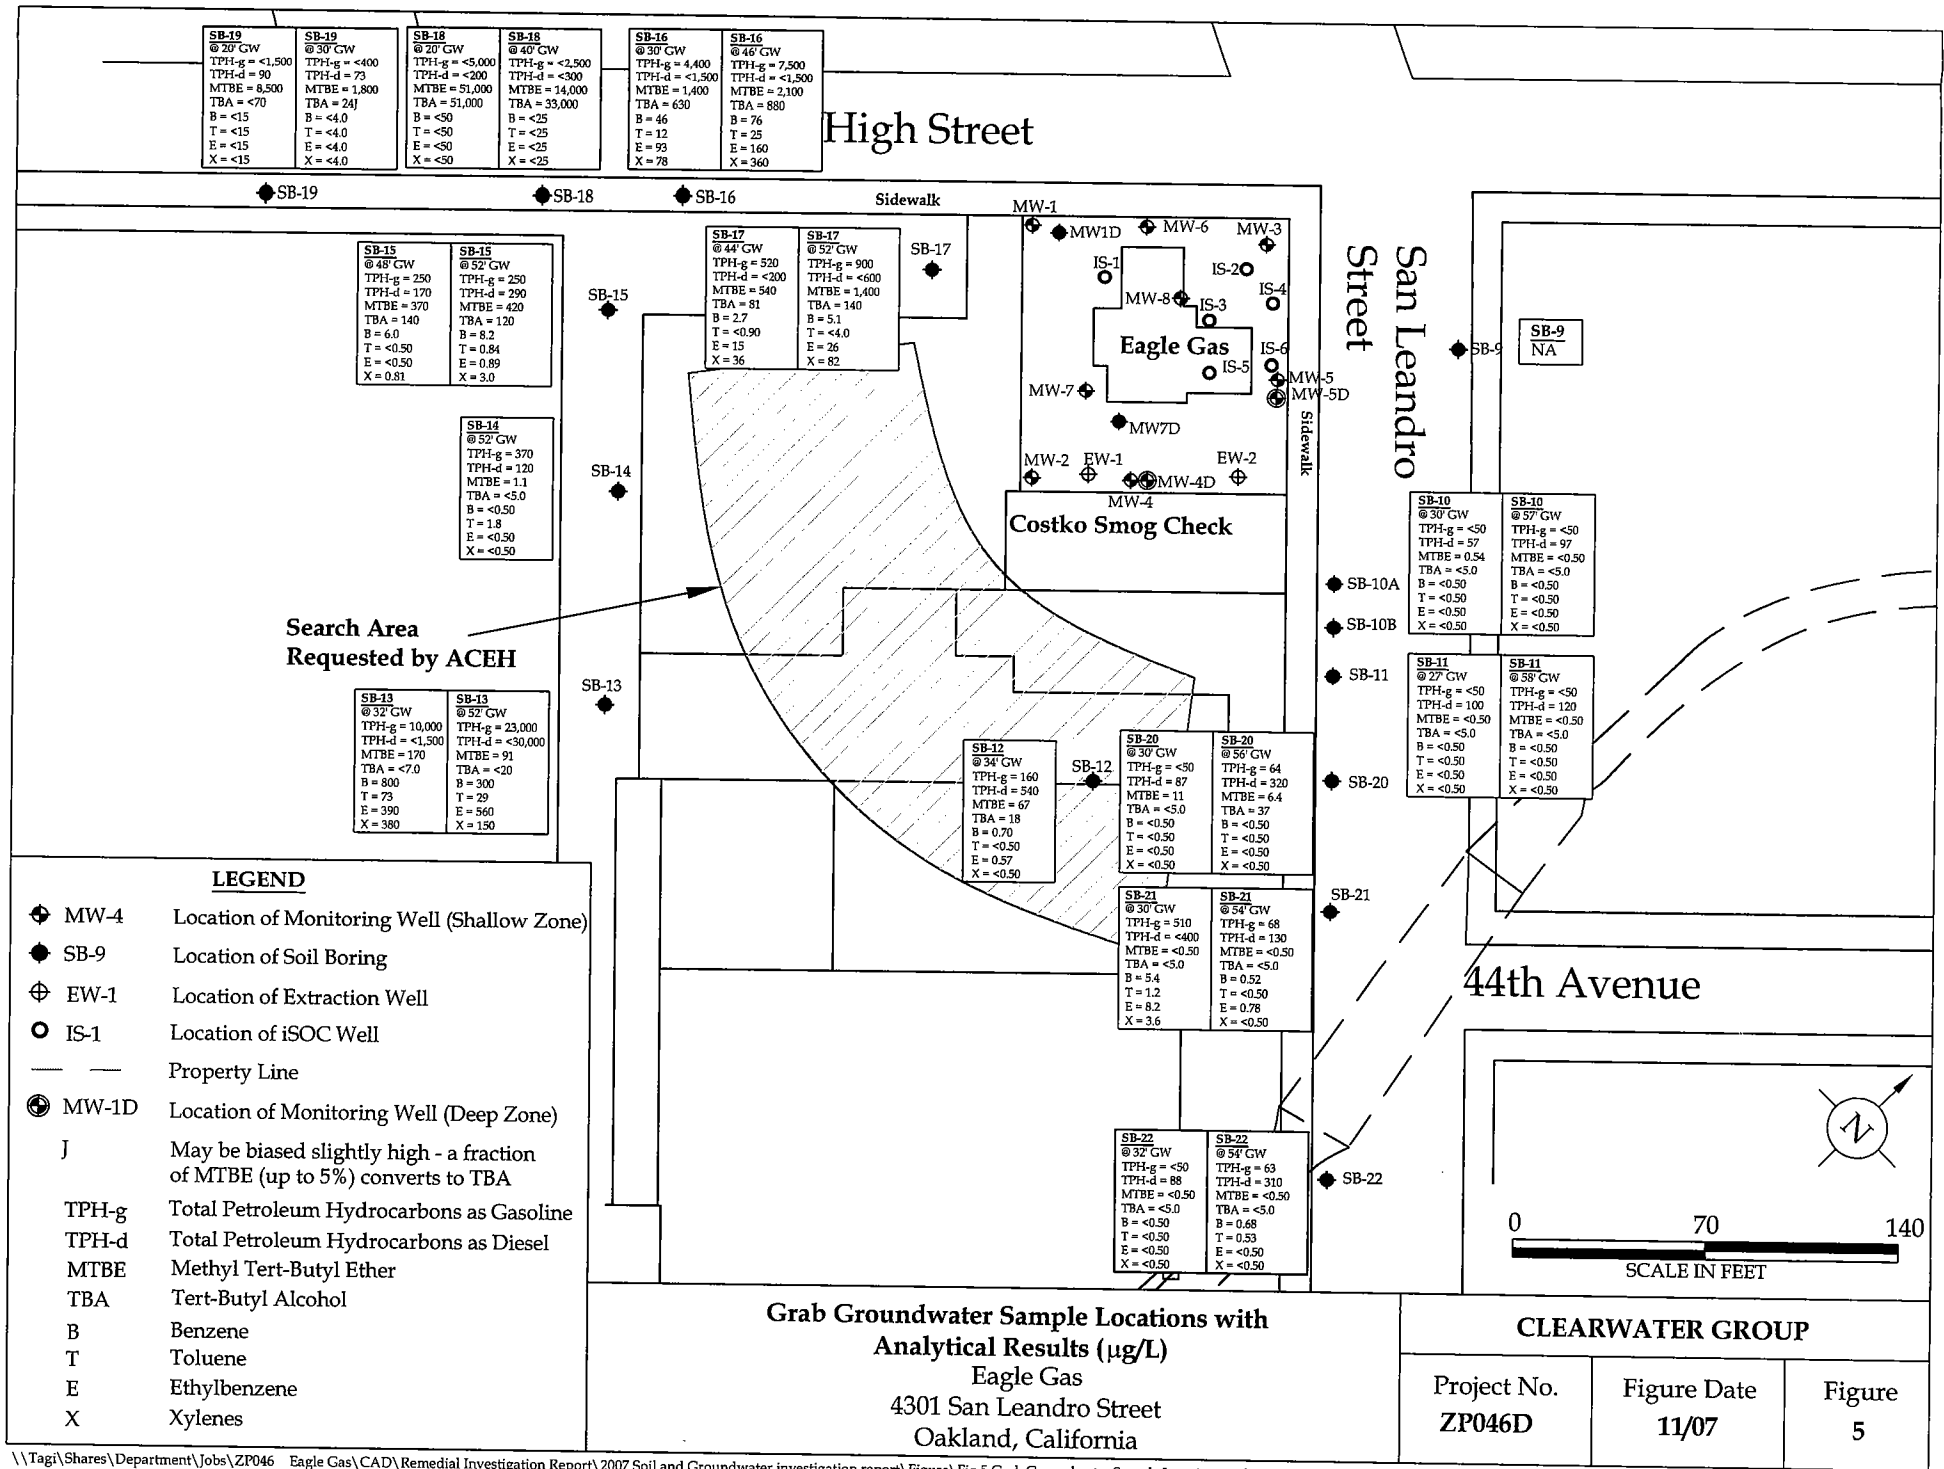 SB-19
@ 20' GW
TPH-g = <1,500
TPH-d = 90
MTBE = 8,500
TBA = <70
B = <15
T = <15
E = <15
X = <15
SB-19
@ 30' GW
TPH-g = <400
TPH-d = 73
MTBE = 1,800
TBA = 24J
B = <4.0
T = <4.0
E = <4.0
X = <4.0
SB-18
@ 20' GW
TPH-g = <5,000
TPH-d = <200
MTBE = 51,000
TBA = 51,000
B = <50
T = <50
E = <50
X = <50
SB-18
@ 40' GW
TPH-g = <2,500
TPH-d = <300
MTBE = 14,000
TBA = 33,000
B = <25
T = <25
E = <25
X = <25
SB-16
@ 30' GW
TPH-g = 4,400
TPH-d = <1,500
MTBE = 1,400
TBA = 630
B = 46
T = 12
E = 93
X = 78
SB-16
@ 46' GW
TPH-g = 7,500
TPH-d = <1,500
MTBE = 2,100
TBA = 880
B = 76
T = 25
E = 160
X = 360
High Street
SB-19
SB-18
SB-16
Sidewalk
MW-1
MW1D
MW-6
MW-3
SB-15
@ 48' GW
TPH-g = 250
TPH-d = 170
MTBE = 370
TBA = 140
B = 6.0
T = <0.50
E = <0.50
X = 0.81
SB-15
@ 52' GW
TPH-g = 250
TPH-d = 290
MTBE = 420
TBA = 120
B = 8.2
T = 0.84
E = 0.89
X = 3.0
SB-15
SB-17
@ 44' GW
TPH-g = 520
TPH-d = <200
MTBE = 540
TBA = 81
B = 2.7
T = <0.90
E = 15
X = 36
SB-17
@ 52' GW
TPH-g = 900
TPH-d = <600
MTBE = 1,400
TBA = 140
B = 5.1
T = <4.0
E = 26
X = 82
SB-17
IS-1
IS-2
MW-8
IS-3
IS-4
Eagle Gas
IS-6
IS-5
MW-5
MW-5D
MW-7
MW7D
Sidewalk
San Leandro
Street
SB-9
SB-9
NA
SB-14
@ 52' GW
TPH-g = 370
TPH-d = 120
MTBE = 1.1
TBA = <5.0
B = <0.50
T = 1.8
E = <0.50
X = <0.50
SB-14
MW-2
EW-1
MW-4D
EW-2
MW-4
Costko Smog Check
SB-10
@ 30' GW
TPH-g = <50
TPH-d = 57
MTBE = 0.54
TBA = <5.0
B = <0.50
T = <0.50
E = <0.50
X = <0.50
SB-10
@ 57' GW
TPH-g = <50
TPH-d = 97
MTBE = <0.50
TBA = <5.0
B = <0.50
T = <0.50
E = <0.50
X = <0.50
SB-10A
SB-10B
SB-11
Search Area
Requested by ACEH
SB-11
@ 27' GW
TPH-g = <50
TPH-d = 100
MTBE = <0.50
TBA = <5.0
B = <0.50
T = <0.50
E = <0.50
X = <0.50
SB-11
@ 58' GW
TPH-g = <50
TPH-d = 120
MTBE = <0.50
TBA = <5.0
B = <0.50
T = <0.50
E = <0.50
X = <0.50
SB-13
SB-13
@ 32' GW
TPH-g = 10,000
TPH-d = <1,500
MTBE = 170
TBA = <7.0
B = 800
T = 73
E = 390
X = 380
SB-13
@ 52' GW
TPH-g = 23,000
TPH-d = <30,000
MTBE = 91
TBA = <20
B = 300
T = 29
E = 560
X = 150
SB-12
@ 34' GW
TPH-g = 160
TPH-d = 540
MTBE = 67
TBA = 18
B = 0.70
T = <0.50
E = 0.57
X = <0.50
SB-12
SB-20
@ 30' GW
TPH-g = <50
TPH-d = 87
MTBE = 11
TBA = <5.0
B = <0.50
T = <0.50
E = <0.50
X = <0.50
SB-20
@ 56' GW
TPH-g = 64
TPH-d = 320
MTBE = 6.4
TBA = 37
B = <0.50
T = <0.50
E = <0.50
X = <0.50
SB-20
SB-21
@ 30' GW
TPH-g = 510
TPH-d = <400
MTBE = <0.50
TBA = <5.0
B = 5.4
T = 1.2
E = 8.2
X = 3.6
SB-21
@ 54' GW
TPH-g = 68
TPH-d = 130
MTBE = <0.50
TBA = <5.0
B = 0.52
T = <0.50
E = 0.78
X = <0.50
SB-21
44th Avenue
SB-22
@ 32' GW
TPH-g = <50
TPH-d = 88
MTBE = <0.50
TBA = <5.0
B = <0.50
T = <0.50
E = <0.50
X = <0.50
SB-22
@ 54' GW
TPH-g = 63
TPH-d = 310
MTBE = <0.50
TBA = <5.0
B = 0.68
T = 0.53
E = <0.50
X = <0.50
SB-22
N
0 70 140
SCALE IN FEET
LEGEND
MW-4 Location of Monitoring Well (Shallow Zone)
SB-9 Location of Soil Boring
EW-1 Location of Extraction Well
IS-1 Location of iSOC Well
Property Line
MW-1D Location of Monitoring Well (Deep Zone)
J May be biased slightly high - a fraction
of MTBE (up to 5%) converts to TBA
TPH-g Total Petroleum Hydrocarbons as Gasoline
TPH-d Total Petroleum Hydrocarbons as Diesel
MTBE Methyl Tert-Butyl Ether
TBA Tert-Butyl Alcohol
B Benzene
T Toluene
E Ethylbenzene
X Xylenes
Grab Groundwater Sample Locations with
Analytical Results (µg/L)
Eagle Gas
4301 San Leandro Street
Oakland, California
CLEARWATER GROUP
Project No.
ZP046D
Figure Date
11/07
Figure
5
\\Tagi\Shares\Department\Jobs\ZP046 Eagle Gas\CAD\Remedial Investigation Report\2007 Soil and Groundwater investigation report\